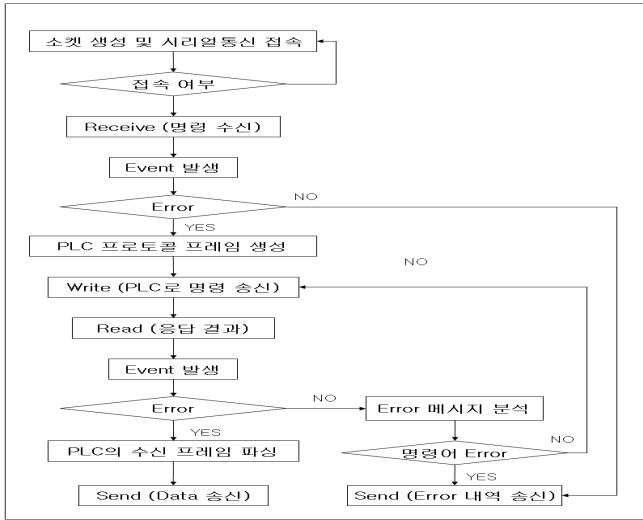 소켓 생성 및 시리얼통신 접속
접속 여부
Receive (명령 수신)
Event 발생
Error
NO
YES
PLC 프로토콜 프레임 생성
NO
Write (PLC로 명령 송신)
Read (응답 결과)
Event 발생
Error
NO
Error 메시지 분석
YES
PLC의 수신 프레임 파싱
명령어 Error
NO
YES
Send (Data 송신)
Send (Error 내역 송신)